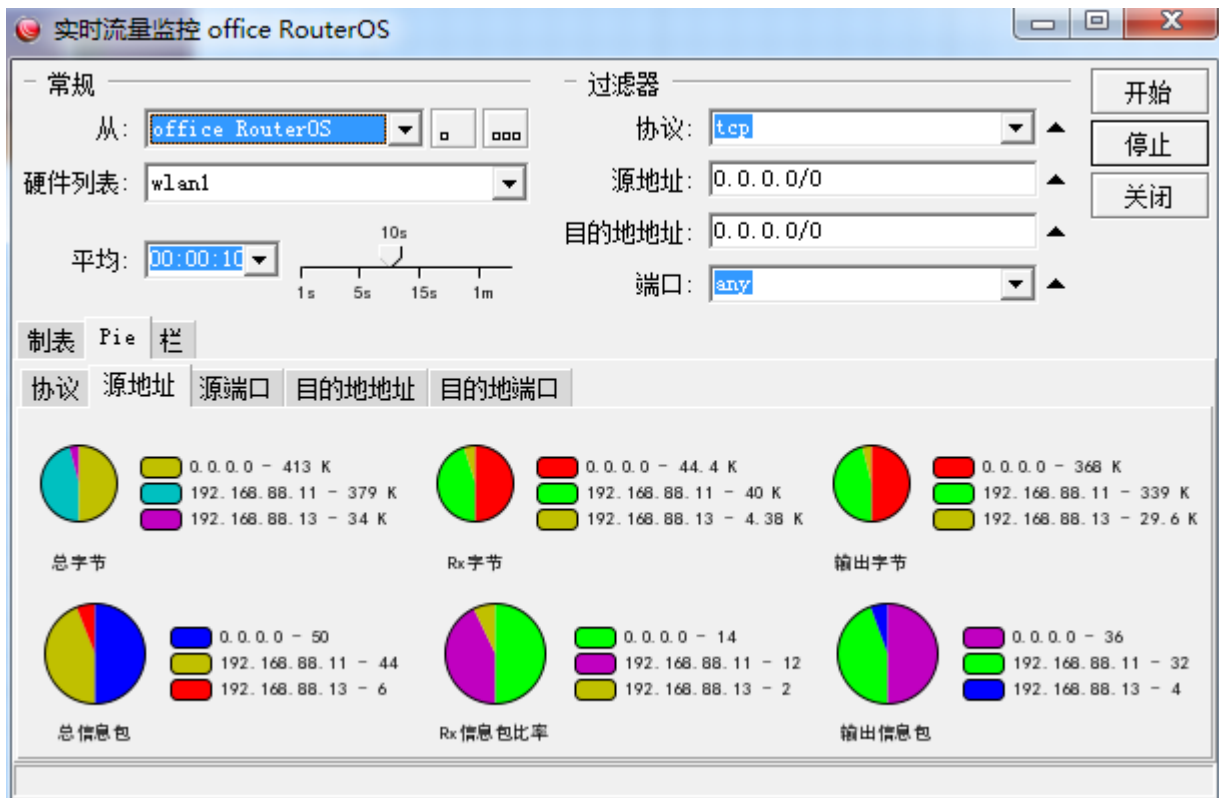 实时流量监控 office RouterOS
常规
过滤器
从: office RouterOS
协议: tcp
开始
硬件列表: wlan1
源地址: 0.0.0.0/0
停止
目的地地址: 0.0.0.0/0
关闭
平均: 00:00:10
10s
1s 5s 15s 1m
端口: any
制表 Pie 栏
协议 源地址 源端口 目的地地址 目的地端口
0.0.0.0 - 413 K
192.168.88.11 - 379 K
192.168.88.13 - 34 K
总字节
0.0.0.0 - 44.4 K
192.168.88.11 - 40 K
192.168.88.13 - 4.38 K
Rx字节
0.0.0.0 - 368 K
192.168.88.11 - 339 K
192.168.88.13 - 29.6 K
输出字节
0.0.0.0 - 50
192.168.88.11 - 44
192.168.88.13 - 6
总信息包
0.0.0.0 - 14
192.168.88.11 - 12
192.168.88.13 - 2
Rx信息包比率
0.0.0.0 - 36
192.168.88.11 - 32
192.168.88.13 - 4
输出信息包